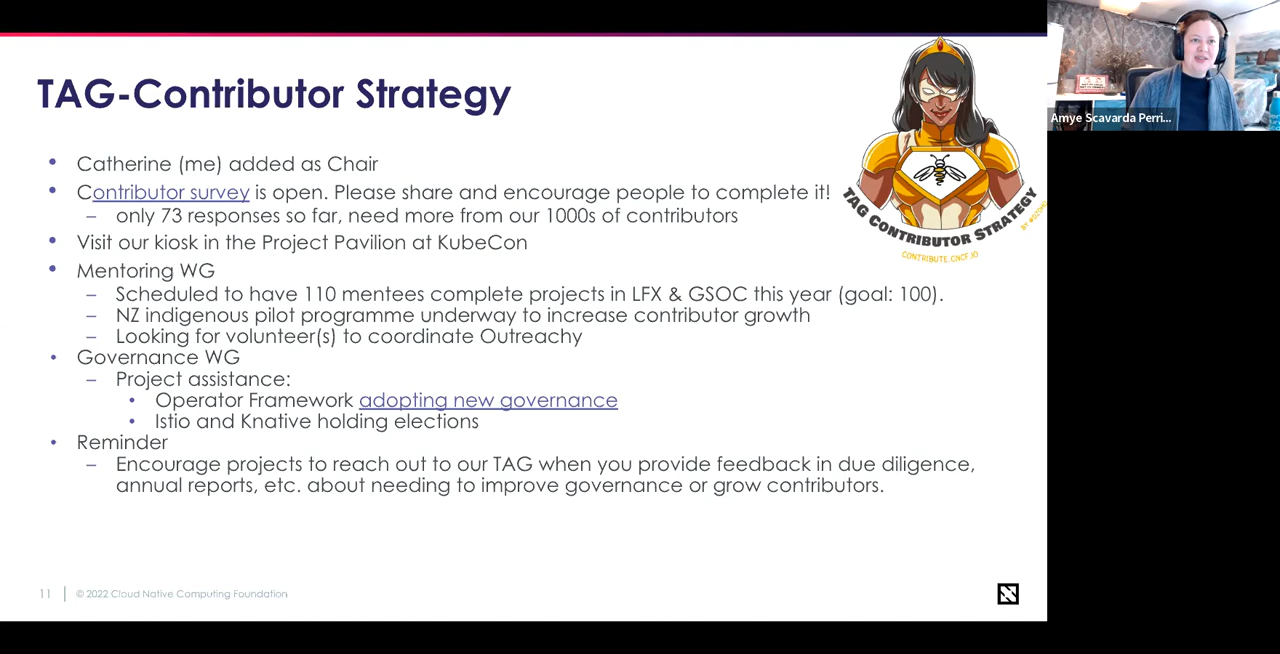 TAG-Contributor Strategy
Catherine (me) added as Chair
Contributor survey is open. Please share and encourage people to complete it!
– only 73 responses so far, need more from our 1000s of contributors
Visit our kiosk in the Project Pavilion at KubeCon
Mentoring WG
– Scheduled to have 110 mentees complete projects in LFX & GSOC this year (goal: 100).
– NZ indigenous pilot programme underway to increase contributor growth
– Looking for volunteer(s) to coordinate Outreachy
Governance WG
– Project assistance:
Operator Framework adopting new governance
Istio and Knative holding elections
Reminder
– Encourage projects to reach out to our TAG when you provide feedback in due diligence,
annual reports, etc. about needing to improve governance or grow contributors.
TAG CONTRIBUTOR STRATEGY
CONTRIBUTE.CNCF.IO
11
© 2022 Cloud Native Computing Foundation
Amye Scavarda Perri...